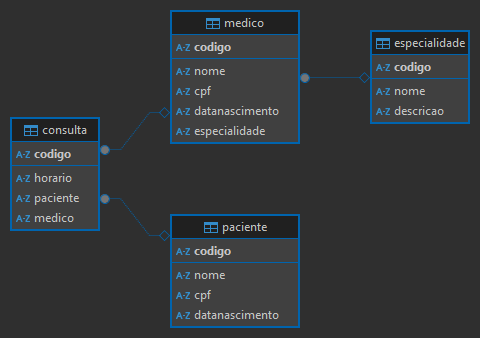 medico
A-Z codigo
A-Z nome
A-Z cpf
A-Z datanascimento
A-Z especialidade
especialidade
A-Z codigo
A-Z nome
A-Z descricao
consulta
A-Z codigo
A-Z horario
A-Z paciente
A-Z medico
paciente
A-Z codigo
A-Z nome
A-Z cpf
A-Z datanascimento